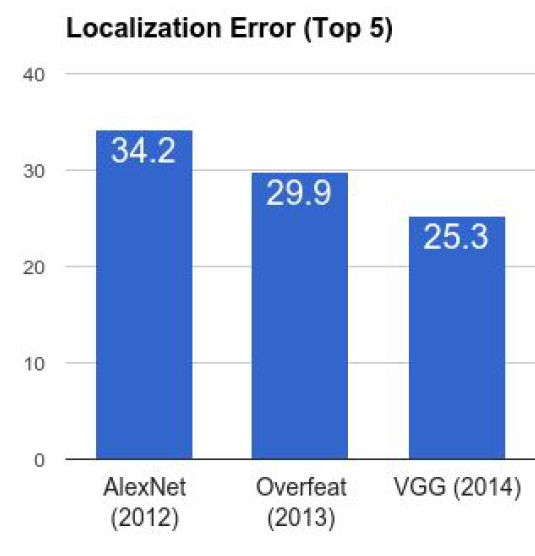 Localization Error (Top 5)
40
34.2
30
29.9
25.3
20
10
0
AlexNet
(2012)
Overfeat
(2013)
VGG (2014)